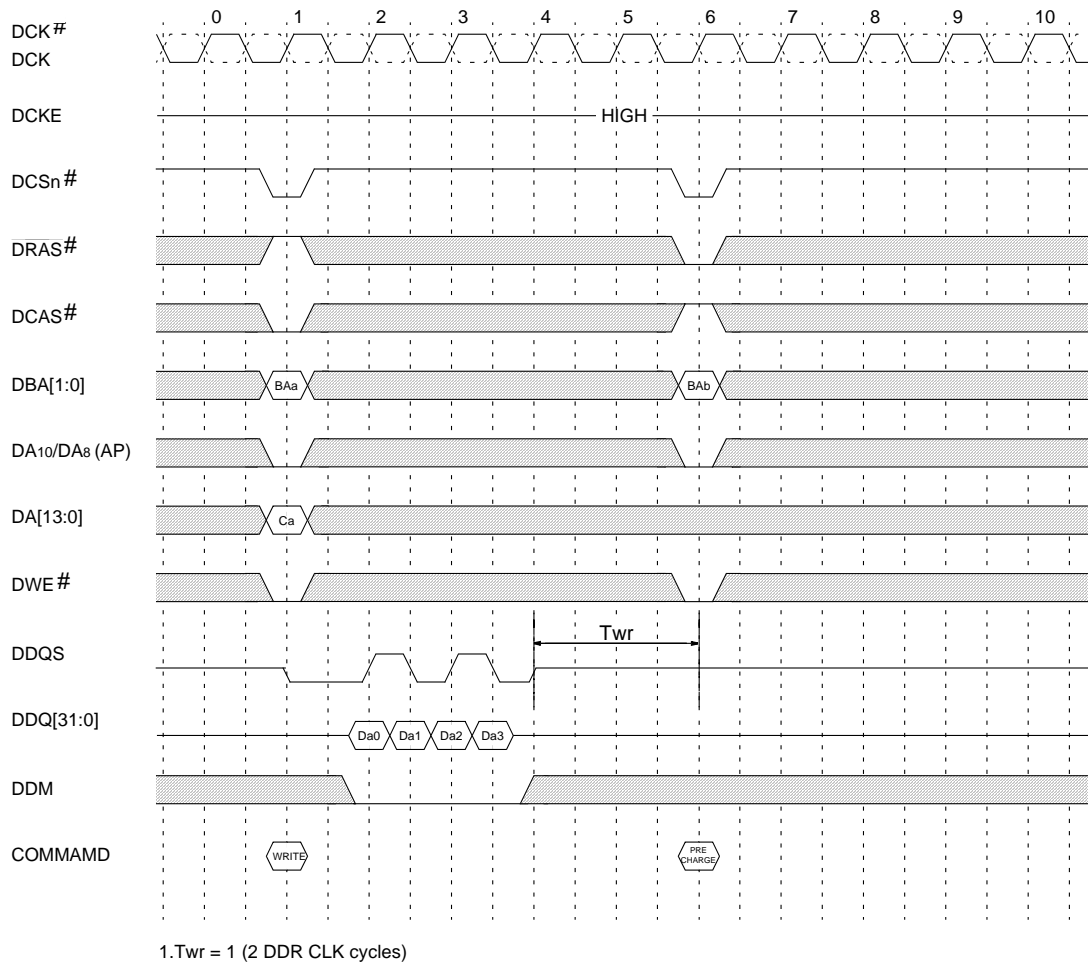 0 1 2 3 4 5 6 7 8 9 10
DCK#
DCK
DCKE
HIGH
DCSn#
DRAS#
DCAS#
DBA[1:0]
BAa
BAb
DA10/DA8 (AP)
DA[13:0]
Ca
DWE#
Twr
DDQS
DDQ[31:0]
Da0 Da1 Da2 Da3
DDM
COMMAMD
WRITE
PRE
CHARGE
1.Twr = 1 (2 DDR CLK cycles)